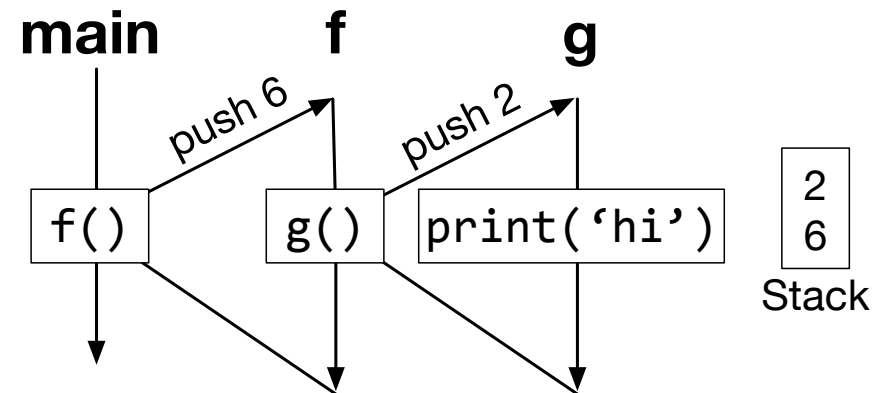 main
f
g
push 6
push 2
f()
g()
print(‘hi’)
2
6
Stack